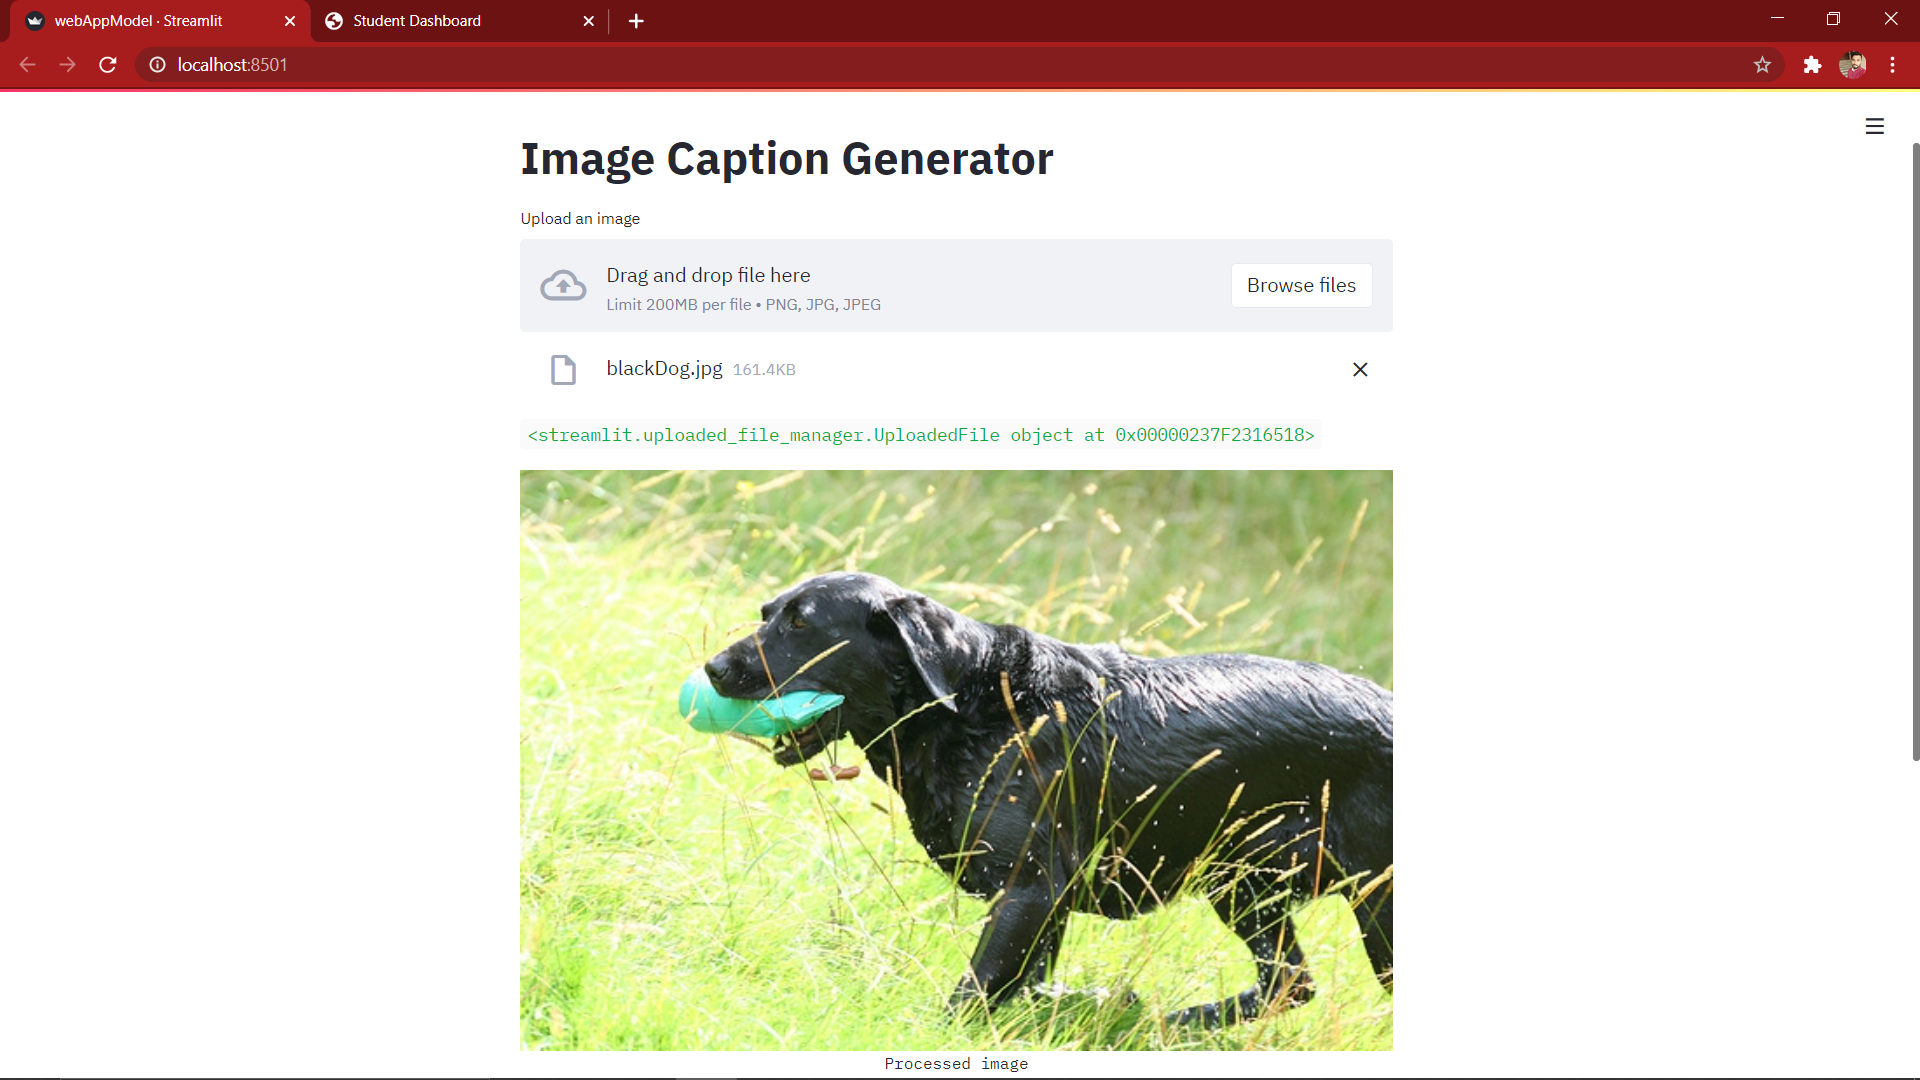 webAppModel · Streamlit
Student Dashboard
localhost:8501
Image Caption Generator
Upload an image
Drag and drop file here
Limit 200MB per file • PNG, JPG, JPEG
Browse files
blackDog.jpg 161.4KB
<streamlit.uploaded_file_manager.UploadedFile object at 0x00000237F2316518>
Processed image